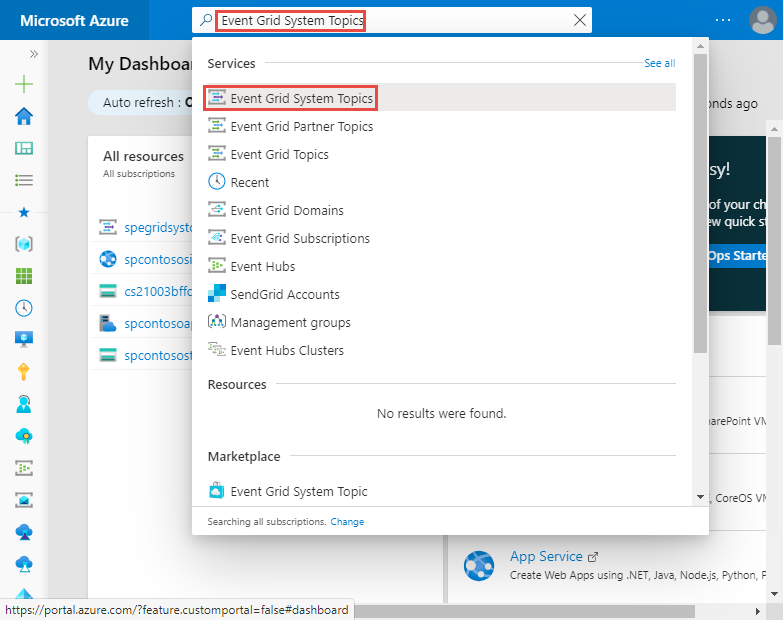 Microsoft Azure
Event Grid System Topics
My Dashboar
Auto refresh :
onds ago
All resources
All subscriptions
spegridsysto
spcontososi
cs21003bffc
spcontosoap
spcontosost
Services
See all
Event Grid System Topics
Event Grid Partner Topics
Event Grid Topics
Recent
Event Grid Domains
Event Grid Subscriptions
Event Hubs
SendGrid Accounts
Management groups
Event Hubs Clusters
Resources
No results were found.
Marketplace
Event Grid System Topic
Searching all subscriptions. Change
sy!
of your ch
ew quick st
Ops Starte
arePoint VM
, CoreOS VM
App Service
Create Web Apps using .NET, Java, Node.js, Python, P
https://portal.azure.com/?feature.customportal=false#dashboard